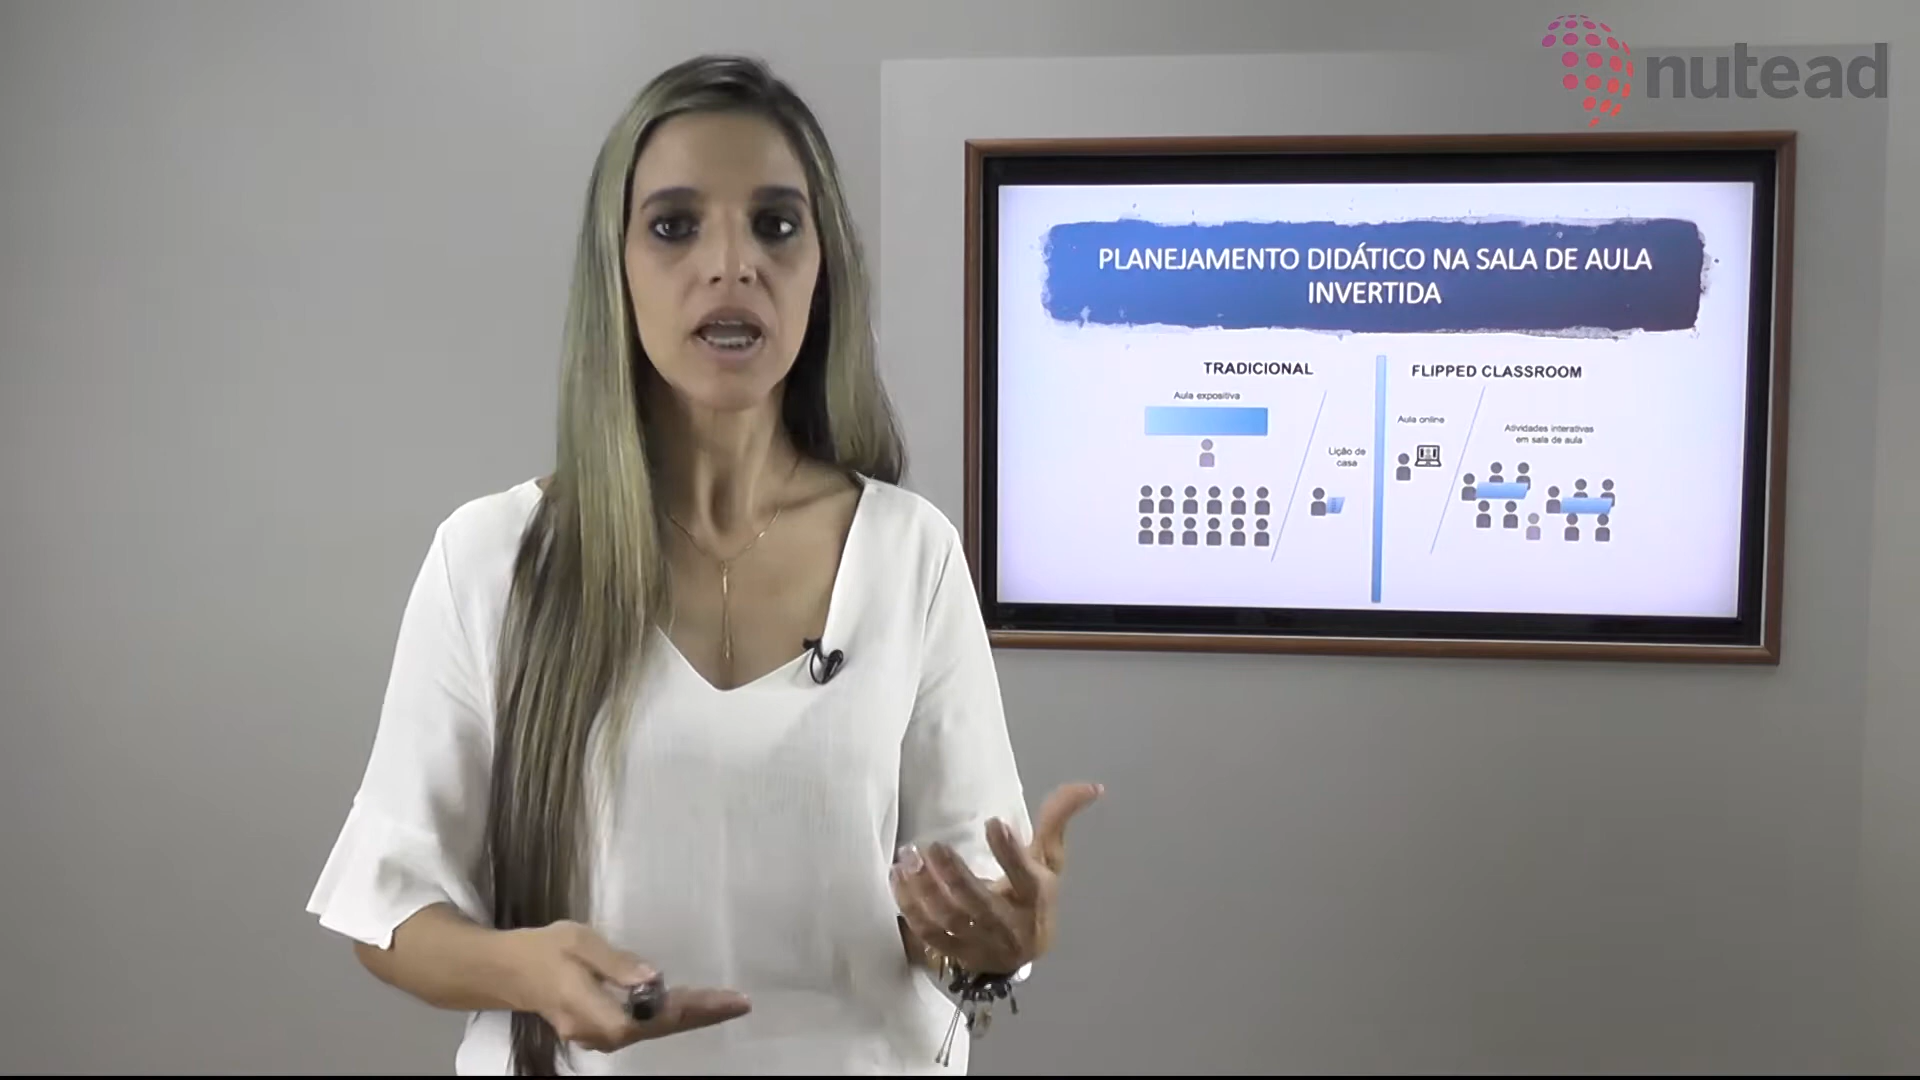 nutead
PLANEJAMENTO DIDÁTICO NA SALA DE AULA
INVERTIDA
TRADICIONAL
Aula expositiva
Lição de
casa
FLIPPED CLASSROOM
Aula online
Atividades interativas
em sala de aula